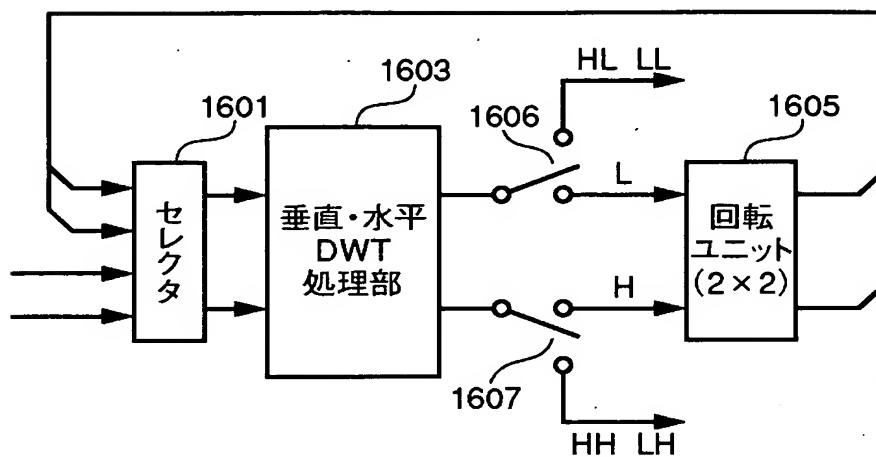 HL LL
1603
1601
1606
1605
L
セレクタ
垂直・水平
DWT
処理部
回転
ユニット
(2×2)
H
1607
HH LH